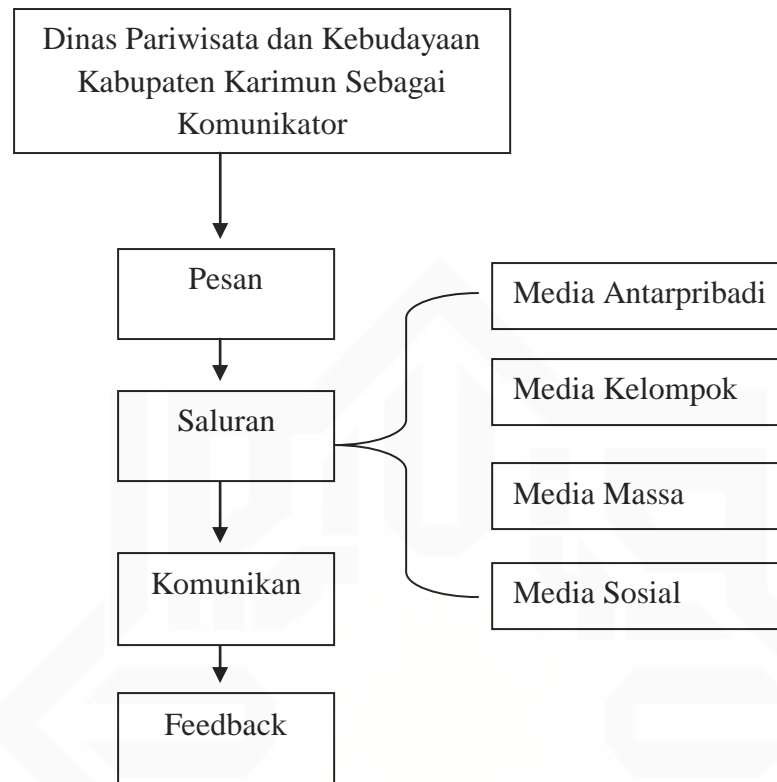 Dinas Pariwisata dan Kebudayaan
Kabupaten Karimun Sebagai
Komunikator
Pesan
Saluran
Komunikan
Feedback
Media Antarpribadi
Media Kelompok
Media Massa
Media Sosial